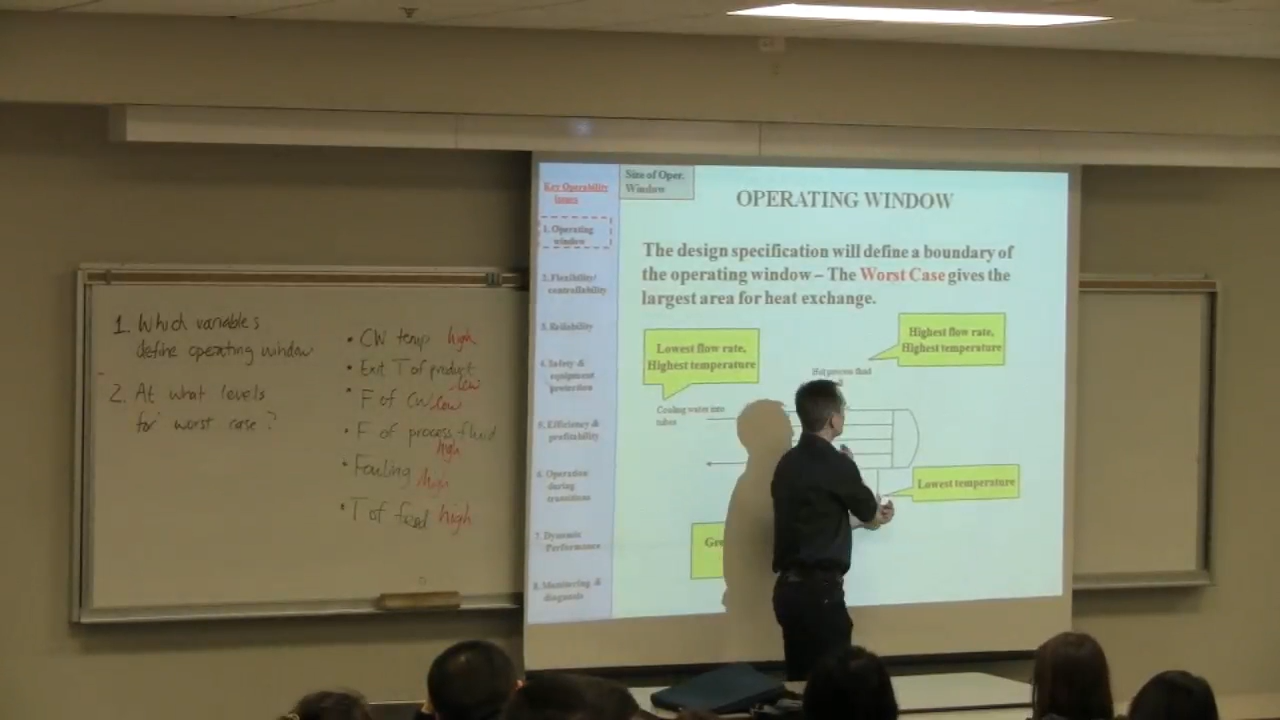 1. Which variables
define operating window
2. At what levels
for worst case?
• CW temp high
• Exit T of product
low
• F of CW low
• F of process fluid
high
• Fouling high
• T of feed high
Key Operability
Issues
1. Operating
window
2. Flexibility/
controllability
3. Reliability
4. Safety &
equipment
protection
5. Efficiency &
profitability
6. Operation
during
transitions
7. Dynamic
Performance
8. Monitoring &
diagnosis
Size of Oper.
Window
OPERATING WINDOW
The design specification will define a boundary of
the operating window – The Worst Case gives the
largest area for heat exchange.
Lowest flow rate,
Highest temperature
Highest flow rate,
Highest temperature
Hot process fluid
Cooling water into
tubes
Lowest temperature